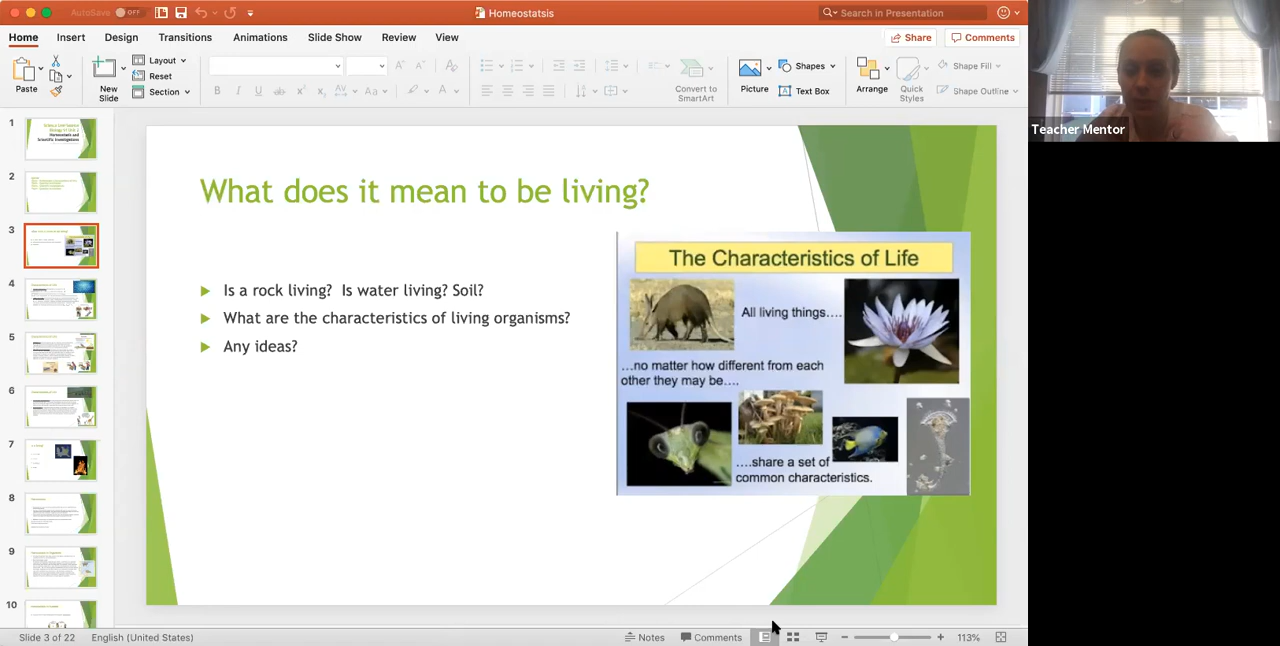 AutoSave OFF
Homeostatsis
Search in Presentation
Home Insert Design Transitions Animations Slide Show Review View
Share Comments
Paste
New Slide
Layout
Reset
Section
Convert to SmartArt
Picture
Shapes
Text Box
Arrange
Quick Styles
Shape Fill
Shape Outline
Teacher Mentor
1
2
3
4
5
6
7
8
9
10
What does it mean to be living?
Is a rock living? Is water living? Soil?
What are the characteristics of living organisms?
Any ideas?
The Characteristics of Life
All living things....
...no matter how different from each
other they may be....
....share a set of
common characteristics.
Slide 3 of 22 English (United States)
Notes Comments 113%